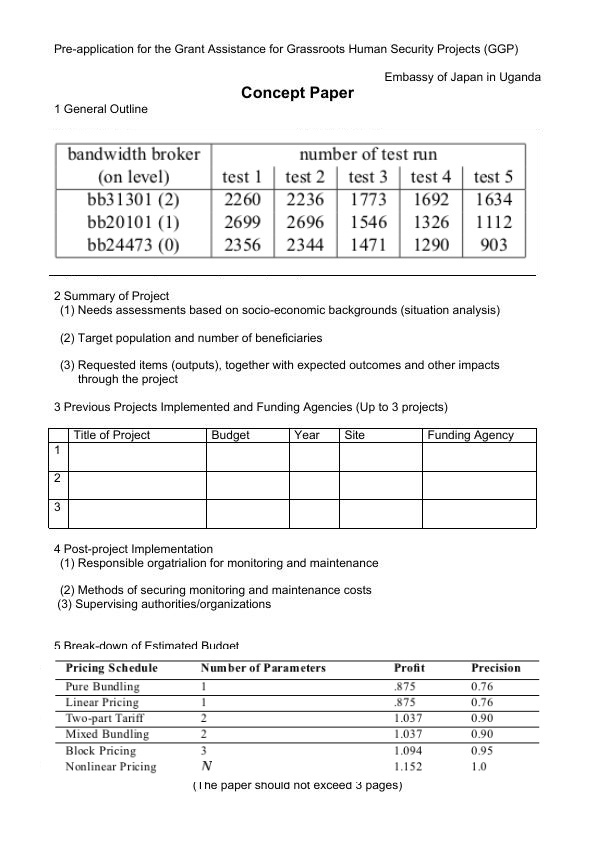 Pre-application for the Grant Assistance for Grassroots Human Security Projects (GGP)
Embassy of Japan in Uganda
Concept Paper
1 General Outline
bandwidth broker number of test run
(on level) test 1 test 2 test 3 test 4 test 5
bb31301 (2) 2260 2236 1773 1692 1634
bb20101 (1) 2699 2696 1546 1326 1112
bb24473 (0) 2356 2344 1471 1290 903
2 Summary of Project
(1) Needs assessments based on socio-economic backgrounds (situation analysis)
(2) Target population and number of beneficiaries
(3) Requested items (outputs), together with expected outcomes and other impacts
through the project
3 Previous Projects Implemented and Funding Agencies (Up to 3 projects)
Title of Project Budget Year Site Funding Agency
1
2
3
4 Post-project Implementation
(1) Responsible orgatrialion for monitoring and maintenance
(2) Methods of securing monitoring and maintenance costs
(3) Supervising authorities/organizations
5 Break-down of Estimated Budget
Pricing Schedule Number of Parameters Profit Precision
Pure Bundling 1 .875 0.76
Linear Pricing 1 .875 0.76
Two-part Tariff 2 1.037 0.90
Mixed Bundling 2 1.037 0.90
Block Pricing 3 1.094 0.95
Nonlinear Pricing N 1.152 1.0
(The paper should not exceed 3 pages)